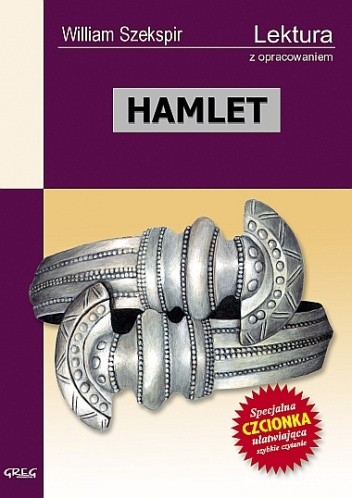 William Szekspir
Lektura
z opracowaniem
HAMLET
Specjalna
CZCIONKA
ułatwiająca
szybkie czytanie
GREG